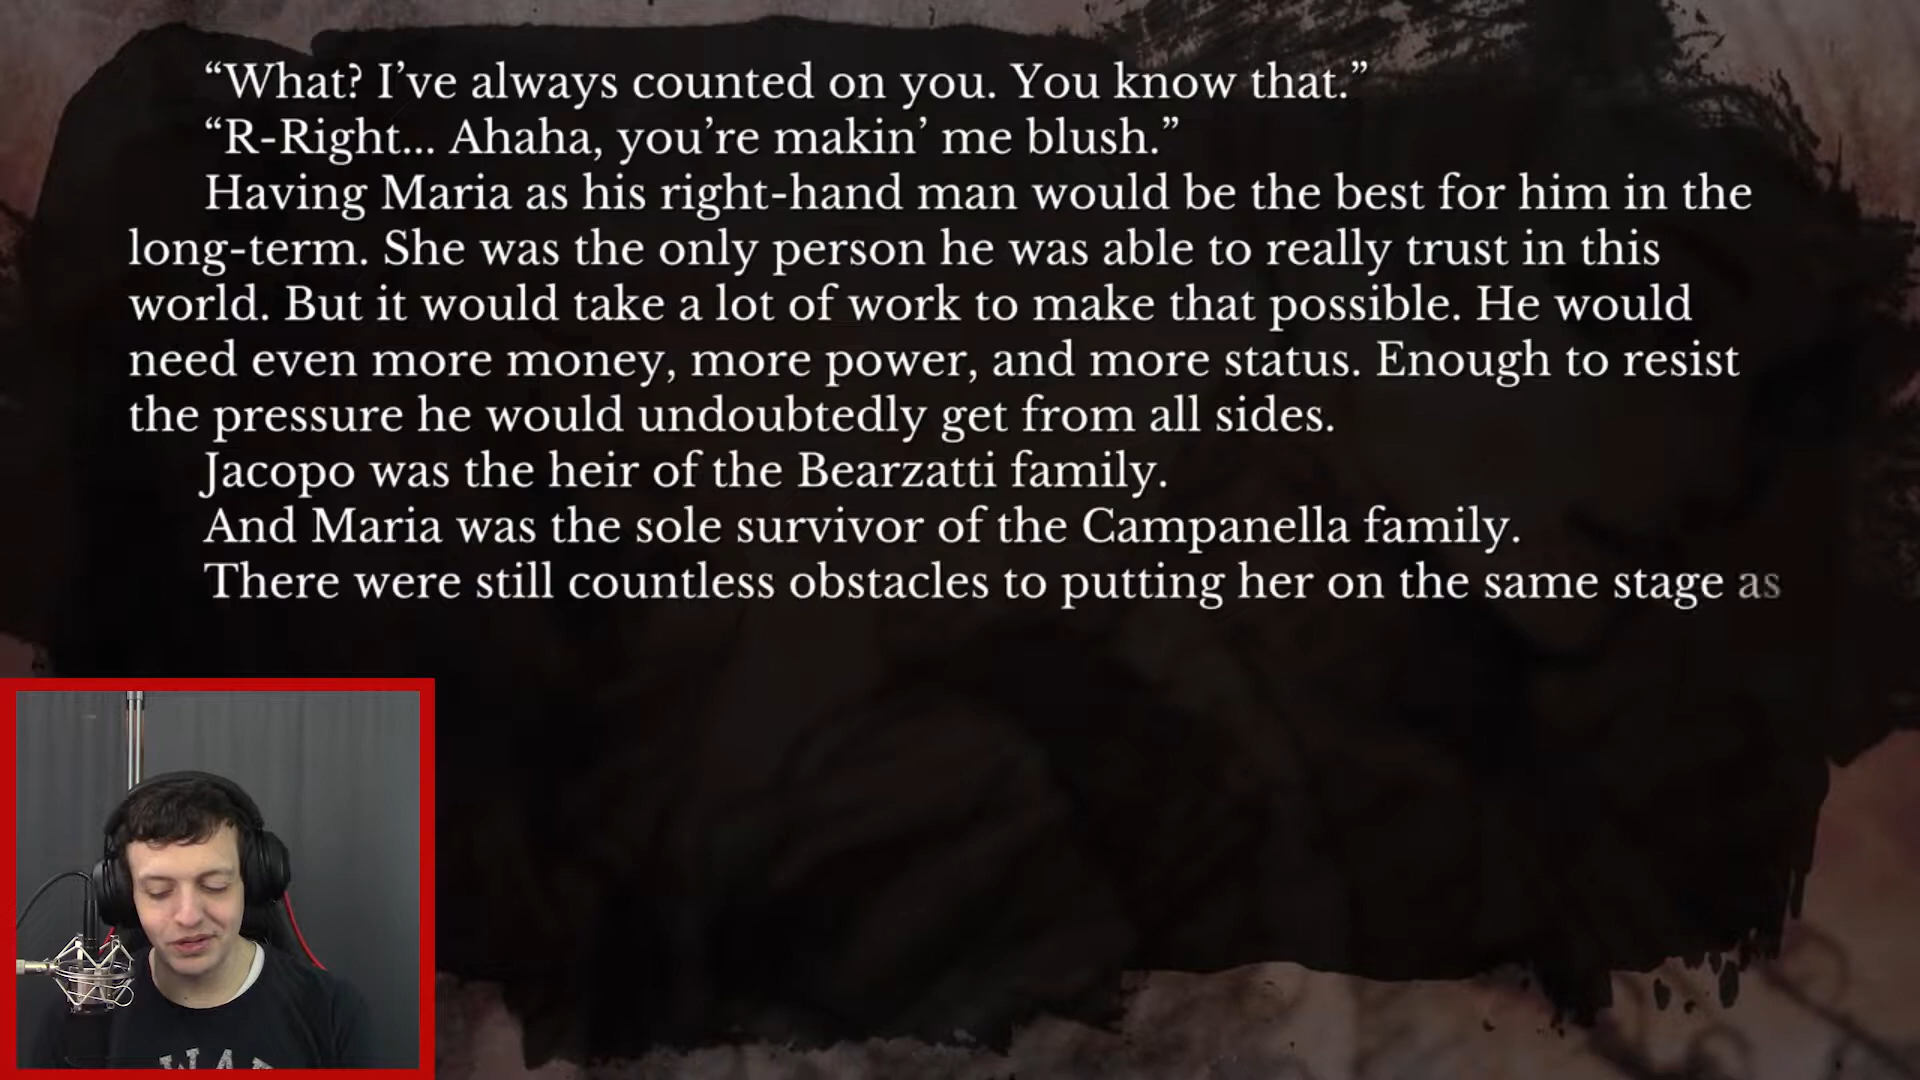 “What? I’ve always counted on you. You know that.”
“R-Right... Ahaha, you’re makin’ me blush.”
Having Maria as his right-hand man would be the best for him in the
long-term. She was the only person he was able to really trust in this
world. But it would take a lot of work to make that possible. He would
need even more money, more power, and more status. Enough to resist
the pressure he would undoubtedly get from all sides.
Jacopo was the heir of the Bearzatti family.
And Maria was the sole survivor of the Campanella family.
There were still countless obstacles to putting her on the same stage as